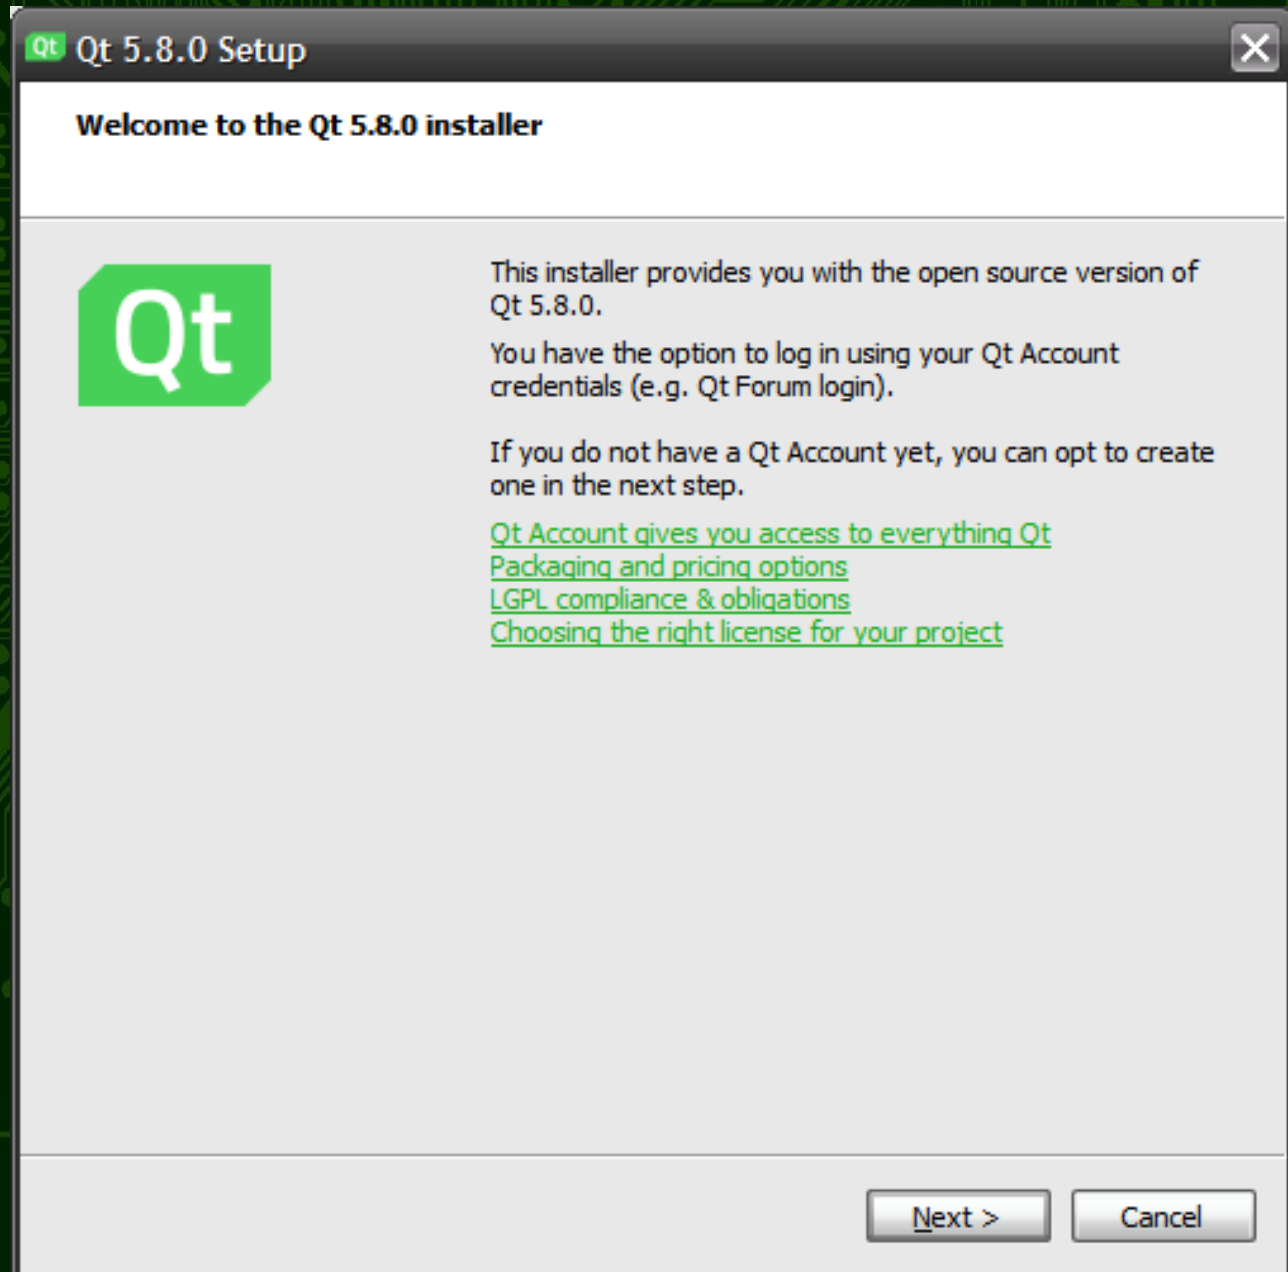 Qt Qt 5.8.0 Setup
Welcome to the Qt 5.8.0 installer
Qt
This installer provides you with the open source version of
Qt 5.8.0.
You have the option to log in using your Qt Account
credentials (e.g. Qt Forum login).
If you do not have a Qt Account yet, you can opt to create
one in the next step.
Qt Account gives you access to everything Qt
Packaging and pricing options
LGPL compliance & obligations
Choosing the right license for your project
Next > Cancel